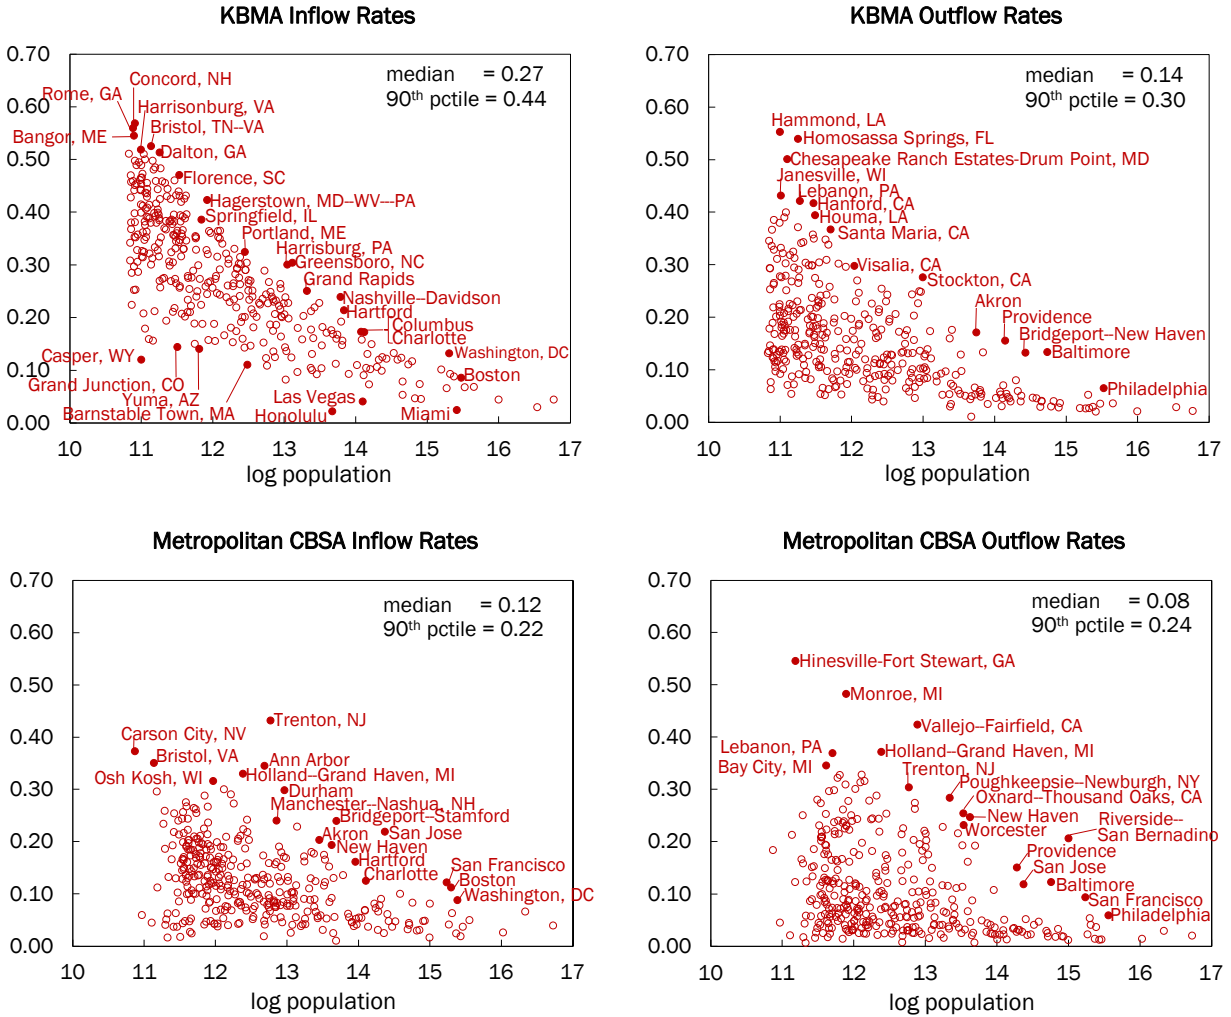 KBMA Inflow Rates
median = 0.27
90th pctile = 0.44
0.70
0.60
0.50
0.40
0.30
0.20
0.10
0.00
Concord, NH
Rome, GA
Harrisonburg, VA
Bangor, ME
Bristol, TN--VA
Dalton, GA
Florence, SC
Hagerstown, MD--WV---PA
Springfield, IL
Portland, ME
Harrisburg, PA
Greensboro, NC
Grand Rapids
Nashville--Davidson
Hartford
Columbus
Charlotte
Washington, DC
Casper, WY
Boston
Grand Junction, CO
Yuma, AZ
Las Vegas
Barnstable Town, MA
Honolulu
Miami
10 11 12 13 14 15 16 17
log population
KBMA Outflow Rates
median = 0.14
90th pctile = 0.30
0.70
0.60
0.50
0.40
0.30
0.20
0.10
0.00
Hammond, LA
Homosassa Springs, FL
Chesapeake Ranch Estates-Drum Point, MD
Janesville, WI
Lebanon, PA
Hanford, CA
Houma, LA
Santa Maria, CA
Visalia, CA
Stockton, CA
Akron
Providence
Bridgeport--New Haven
Baltimore
Philadelphia
10 11 12 13 14 15 16 17
log population
Metropolitan CBSA Inflow Rates
median = 0.12
90th pctile = 0.22
0.70
0.60
0.50
0.40
0.30
0.20
0.10
0.00
Trenton, NJ
Carson City, NV
Bristol, VA
Ann Arbor
Osh Kosh, WI
Holland--Grand Haven, MI
Durham
Manchester--Nashua, NH
Bridgeport--Stamford
Akron
San Jose
New Haven
Hartford
Charlotte
San Francisco
Boston
Washington, DC
10 11 12 13 14 15 16 17
log population
Metropolitan CBSA Outflow Rates
median = 0.08
90th pctile = 0.24
0.70
0.60
0.50
0.40
0.30
0.20
0.10
0.00
Hinesville-Fort Stewart, GA
Monroe, MI
Vallejo--Fairfield, CA
Lebanon, PA
Holland--Grand Haven, MI
Bay City, MI
Trenton, NJ
Poughkeepsie--Newburgh, NY
Oxnard--Thousand Oaks, CA
New Haven
Worcester
Riverside--
San Bernadino
Providence
San Jose
Baltimore
San Francisco
Philadelphia
10 11 12 13 14 15 16 17
log population